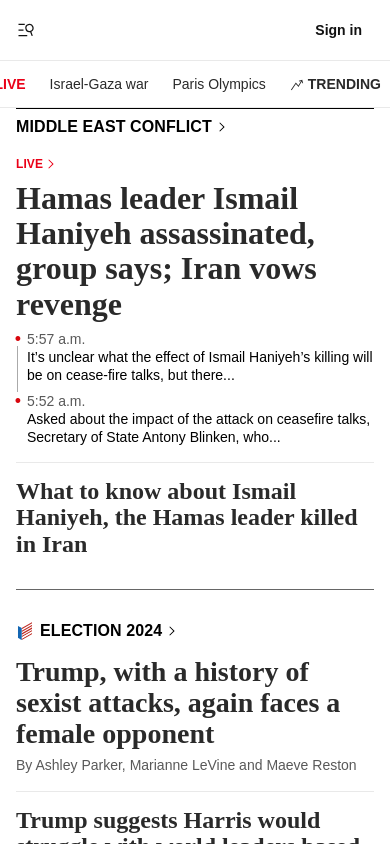 Sign in
LIVE
Israel-Gaza war
Paris Olympics
TRENDING
MIDDLE EAST CONFLICT
LIVE
Hamas leader Ismail
Haniyeh assassinated,
group says; Iran vows
revenge
5:57 a.m.
It’s unclear what the effect of Ismail Haniyeh’s killing will
be on cease-fire talks, but there...
5:52 a.m.
Asked about the impact of the attack on ceasefire talks,
Secretary of State Antony Blinken, who...
What to know about Ismail
Haniyeh, the Hamas leader killed
in Iran
ELECTION 2024
Trump, with a history of
sexist attacks, again faces a
female opponent
By Ashley Parker, Marianne LeVine and Maeve Reston
Trump suggests Harris would
struggle with world leaders based